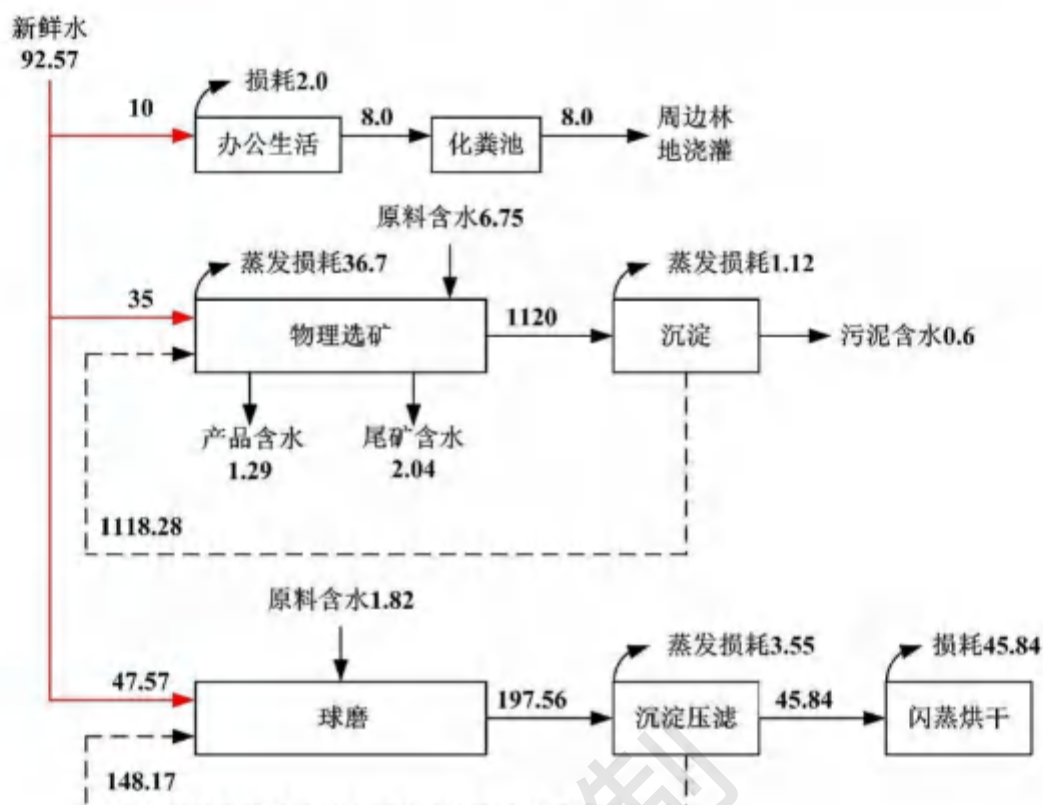 新鲜水
92.57
损耗2.0
10
办公生活
8.0
化粪池
8.0
周边林
地浇灌
原料含水6.75
蒸发损耗36.7
蒸发损耗1.12
35
物理选矿
1120
沉淀
污泥含水0.6
产品含水
1.29
尾矿含水
2.04
1118.28
原料含水1.82
蒸发损耗3.55
损耗45.84
47.57
球磨
197.56
沉淀压滤
45.84
闪蒸烘干
148.17
制